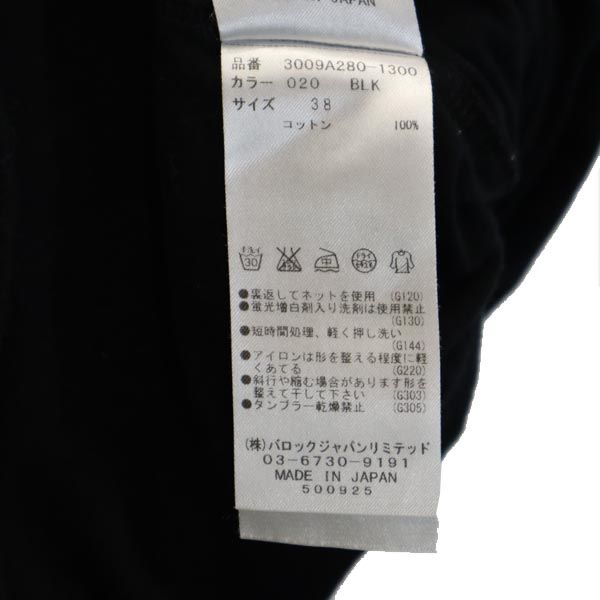 IN JAPAN
品番 3009A280-1300
カラー 020 BLK
サイズ 38
コットン 100%
30
●裏返してネットを使用 (G120)
●蛍光増白剤入り洗剤は使用禁止
(G130)
●短時間処理、軽く押し洗い
(G144)
●アイロンは形を整える程度に軽
くあてる (G220)
●斜行や縮む場合があります形を
整えて干して下さい (G303)
●タンブラー乾燥禁止 (G305)
(株)バロックジャパンリミテッド
03-6730-9191
MADE IN JAPAN
500925